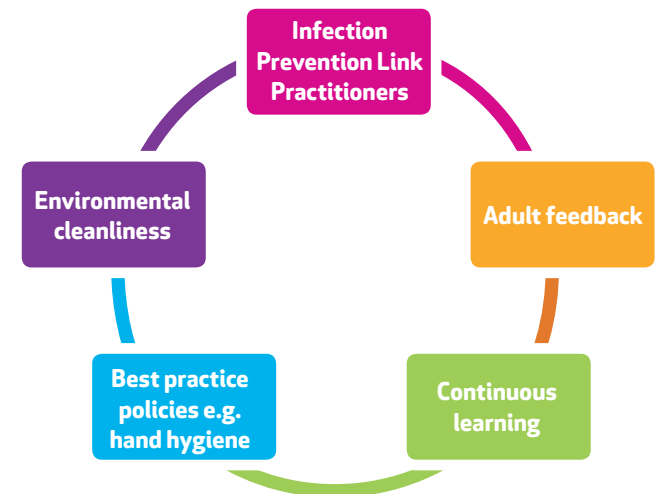 Infection
Prevention Link
Practitioners
Adult feedback
Continuous
learning
Best practice
policies e.g.
hand hygiene
Environmental
cleanliness